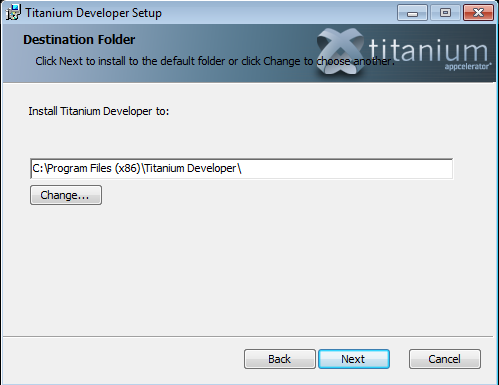 Titanium Developer Setup
Destination Folder
Click Next to install to the default folder or click Change to choose another.
titanium
appcelerator
Install Titanium Developer to:
C:\Program Files (x86)\Titanium Developer\
Change...
Back
Next
Cancel